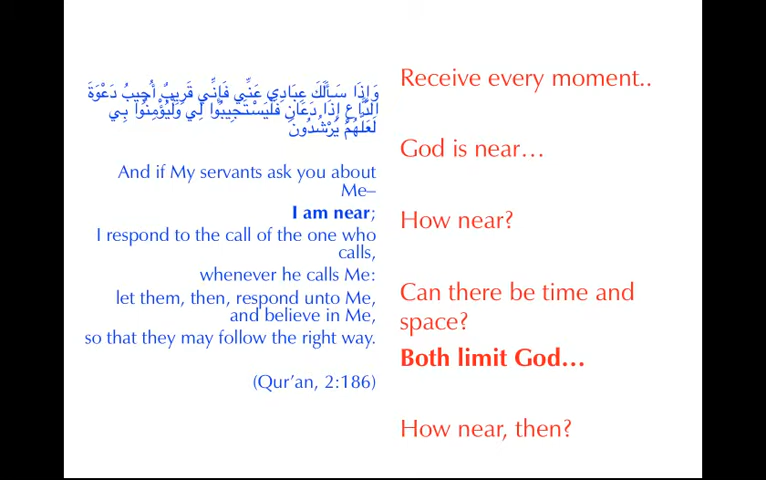 وَإِذَا سَأَلَكَ عِبَادِي عَنِّي فَإِنِّي قَرِيبٌ أُجِيبُ دَعْوَةَ
الدَّاعِ إِذَا دَعَانِ فَلْيَسْتَجِيبُوا لِي وَلْيُؤْمِنُوا بِي
لَعَلَّهُمْ يَرْشُدُونَ
And if My servants ask you about
Me–
I am near;
I respond to the call of the one who
calls,
whenever he calls Me:
let them, then, respond unto Me,
and believe in Me,
so that they may follow the right way.
(Qur’an, 2:186)
Receive every moment..
God is near…
How near?
Can there be time and
space?
Both limit God…
How near, then?